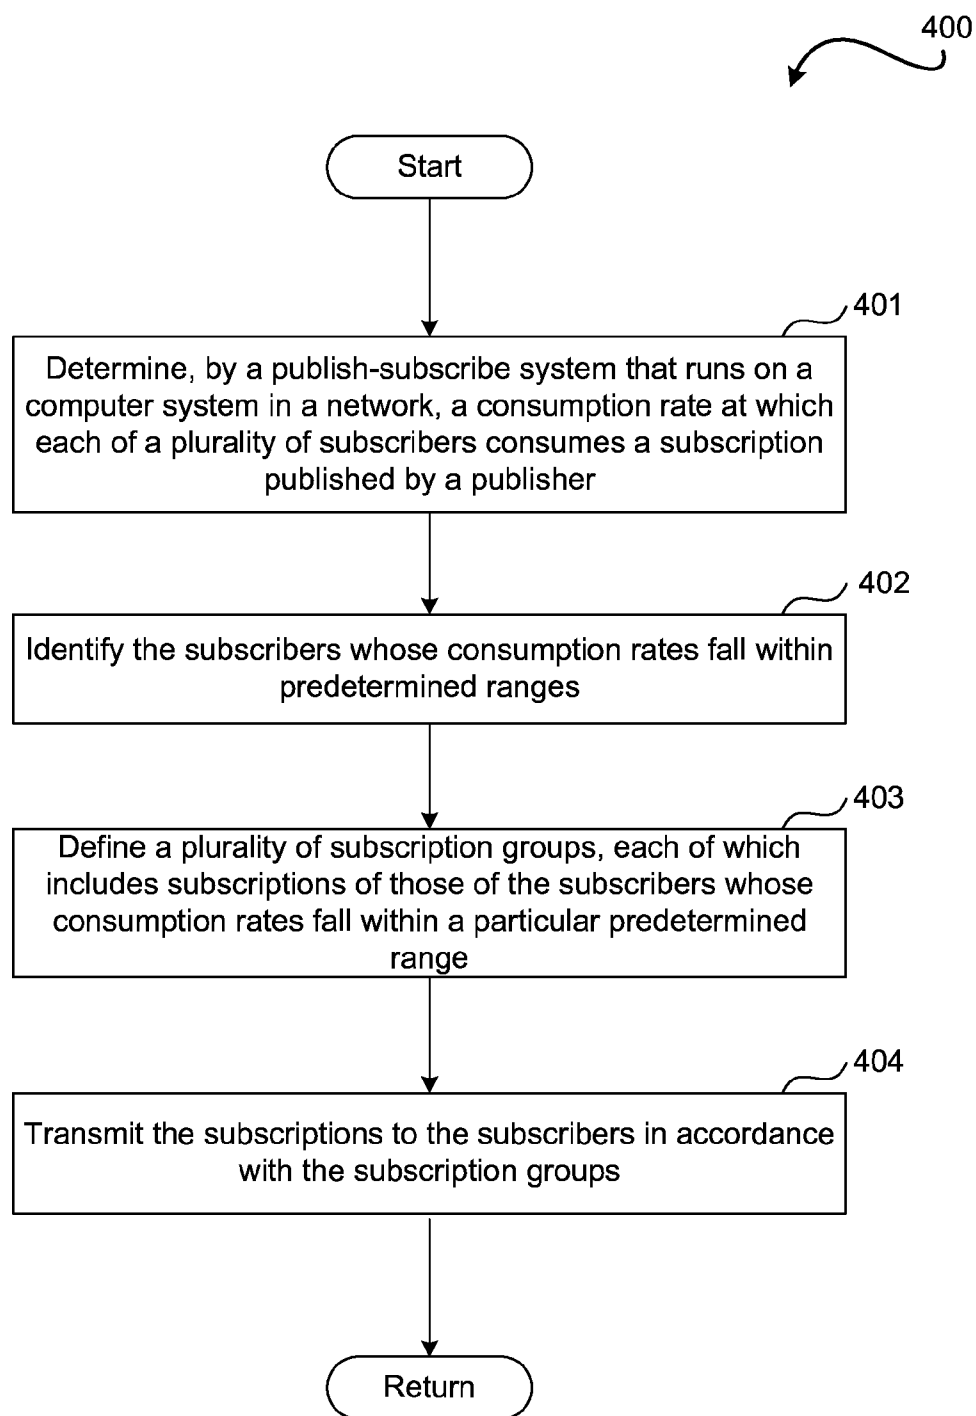 400
Start
401
Determine, by a publish-subscribe system that runs on a
computer system in a network, a consumption rate at which
each of a plurality of subscribers consumes a subscription
published by a publisher
402
Identify the subscribers whose consumption rates fall within
predetermined ranges
403
Define a plurality of subscription groups, each of which
includes subscriptions of those of the subscribers whose
consumption rates fall within a particular predetermined
range
404
Transmit the subscriptions to the subscribers in accordance
with the subscription groups
Return